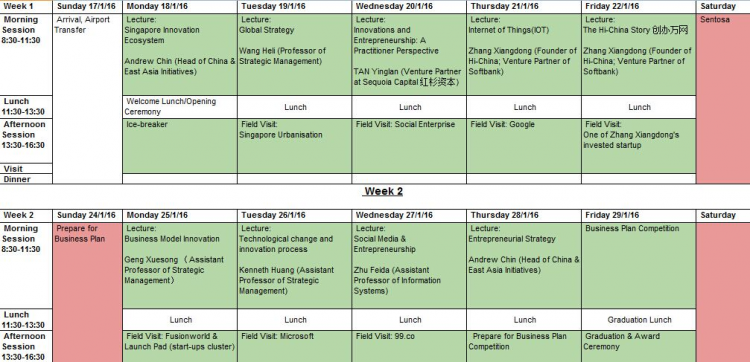 Week 1
Sunday 17/1/16
Monday 18/1/16
Tuesday 19/1/16
Wednesday 20/1/16
Thursday 21/1/16
Friday 22/1/16
Saturday
Morning
Session
8:30-11:30
Arrival, Airport
Transfer
Lecture:
Singapore Innovation
Ecosystem
Andrew Chin (Head of China &
East Asia Initiatives)
Lecture:
Global Strategy
Wang Heli (Professor of
Strategic Management)
Lecture:
Innovations and
Entrepreneurship: A
Practitioner Perspective
TAN Yinglan (Venture Partner
at Sequoia Capital 红杉资本)
Lecture:
Internet of Things(IOT)
Zhang Xiangdong (Founder of
Hi-China; Venture Partner of
Softbank)
Lecture:
The Hi-China Story 创办万网
Zhang Xiangdong (Founder of
Hi-China; Venture Partner of
Softbank)
Sentosa
Lunch
11:30-13:30
Welcome Lunch/Opening
Ceremony
Lunch
Lunch
Lunch
Lunch
Afternoon
Session
13:30-16:30
Ice-breaker
Field Visit:
Singapore Urbanisation
Field Visit: Social Enterprise
Field Visit: Google
Field Visit:
One of Zhang Xiangdong's
invested startup
Visit
Dinner
Week 2
Week 2
Sunday 24/1/16
Monday 25/1/16
Tuesday 26/1/16
Wednesday 27/1/16
Thursday 28/1/16
Friday 29/1/16
Saturday
Morning
Session
8:30-11:30
Prepare for
Business Plan
Lecture:
Business Model Innovation
Geng Xuesong（ Assistant
Professor of Strategic
Management）
Lecture:
Technological change and
innovation process
Kenneth Huang (Assistant
Professor of Strategic
Management)
Lecture:
Social Media &
Entrepreneurship
Zhu Feida (Assistant
Professor of Information
Systems)
Lecture:
Entrepreneurial Strategy
Andrew Chin (Head of China &
East Asia Initiatives)
Business Plan Competition
Lunch
11:30-13:30
Lunch
Lunch
Lunch
Lunch
Graduation Lunch
Afternoon
Session
13:30-16:30
Field Visit: Fusionworld &
Launch Pad (start-ups cluster)
Field Visit: Microsoft
Field Visit: 99.co
Prepare for Business Plan
Competition
Graduation & Award
Ceremony